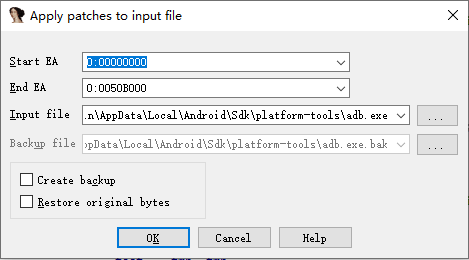 Apply patches to input file
Start EA
0:00000000
End EA
0:0050B000
Input file
.n\AppData\Local\Android\Sdk\platform-tools\adb.exe
...
Backup file
ppData\Local\Android\Sdk\platform-tools\adb.exe.bak
...
Create backup
Restore original bytes
OK
Cancel
Help